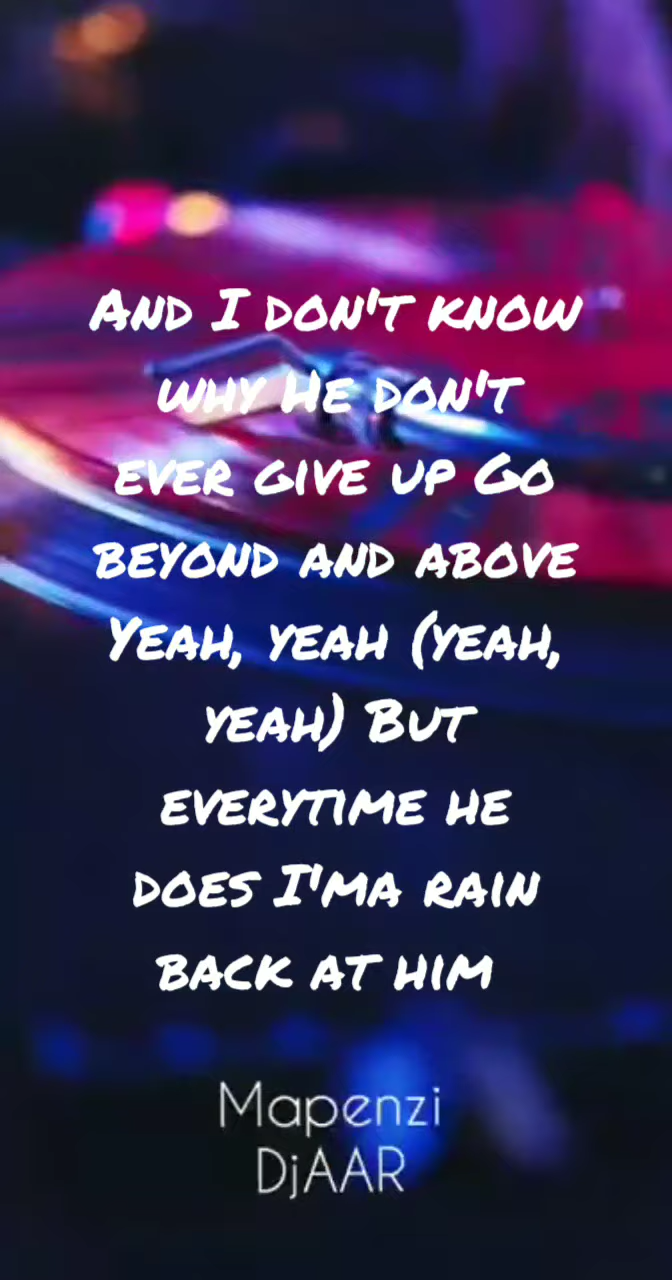 And I don't know
why He don't
ever give up Go
beyond and above
Yeah, yeah (yeah,
yeah) But
everytime he
does I'ma rain
back at him
Mapenzi
DjAAR